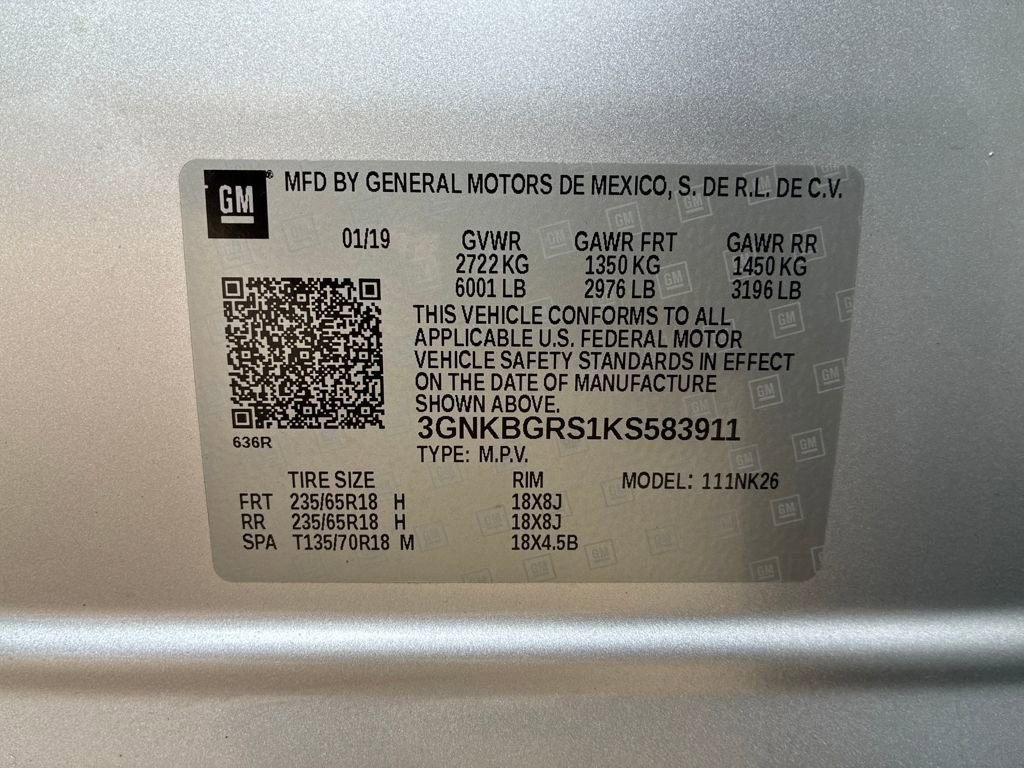 GM ® MFD BY GENERAL MOTORS DE MEXICO, S. DE R.L. DE C.V.
01/19 GVWR GAWR FRT GAWR RR
2722 KG 1350 KG 1450 KG
6001 LB 2976 LB 3196 LB
THIS VEHICLE CONFORMS TO ALL
APPLICABLE U.S. FEDERAL MOTOR
VEHICLE SAFETY STANDARDS IN EFFECT
ON THE DATE OF MANUFACTURE
SHOWN ABOVE.
636R
3GNKBGRS1KS583911
TYPE: M.P.V.
TIRE SIZE RIM MODEL: 111NK26
FRT 235/65R18 H 18X8J
RR 235/65R18 H 18X8J
SPA T135/70R18 M 18X4.5B